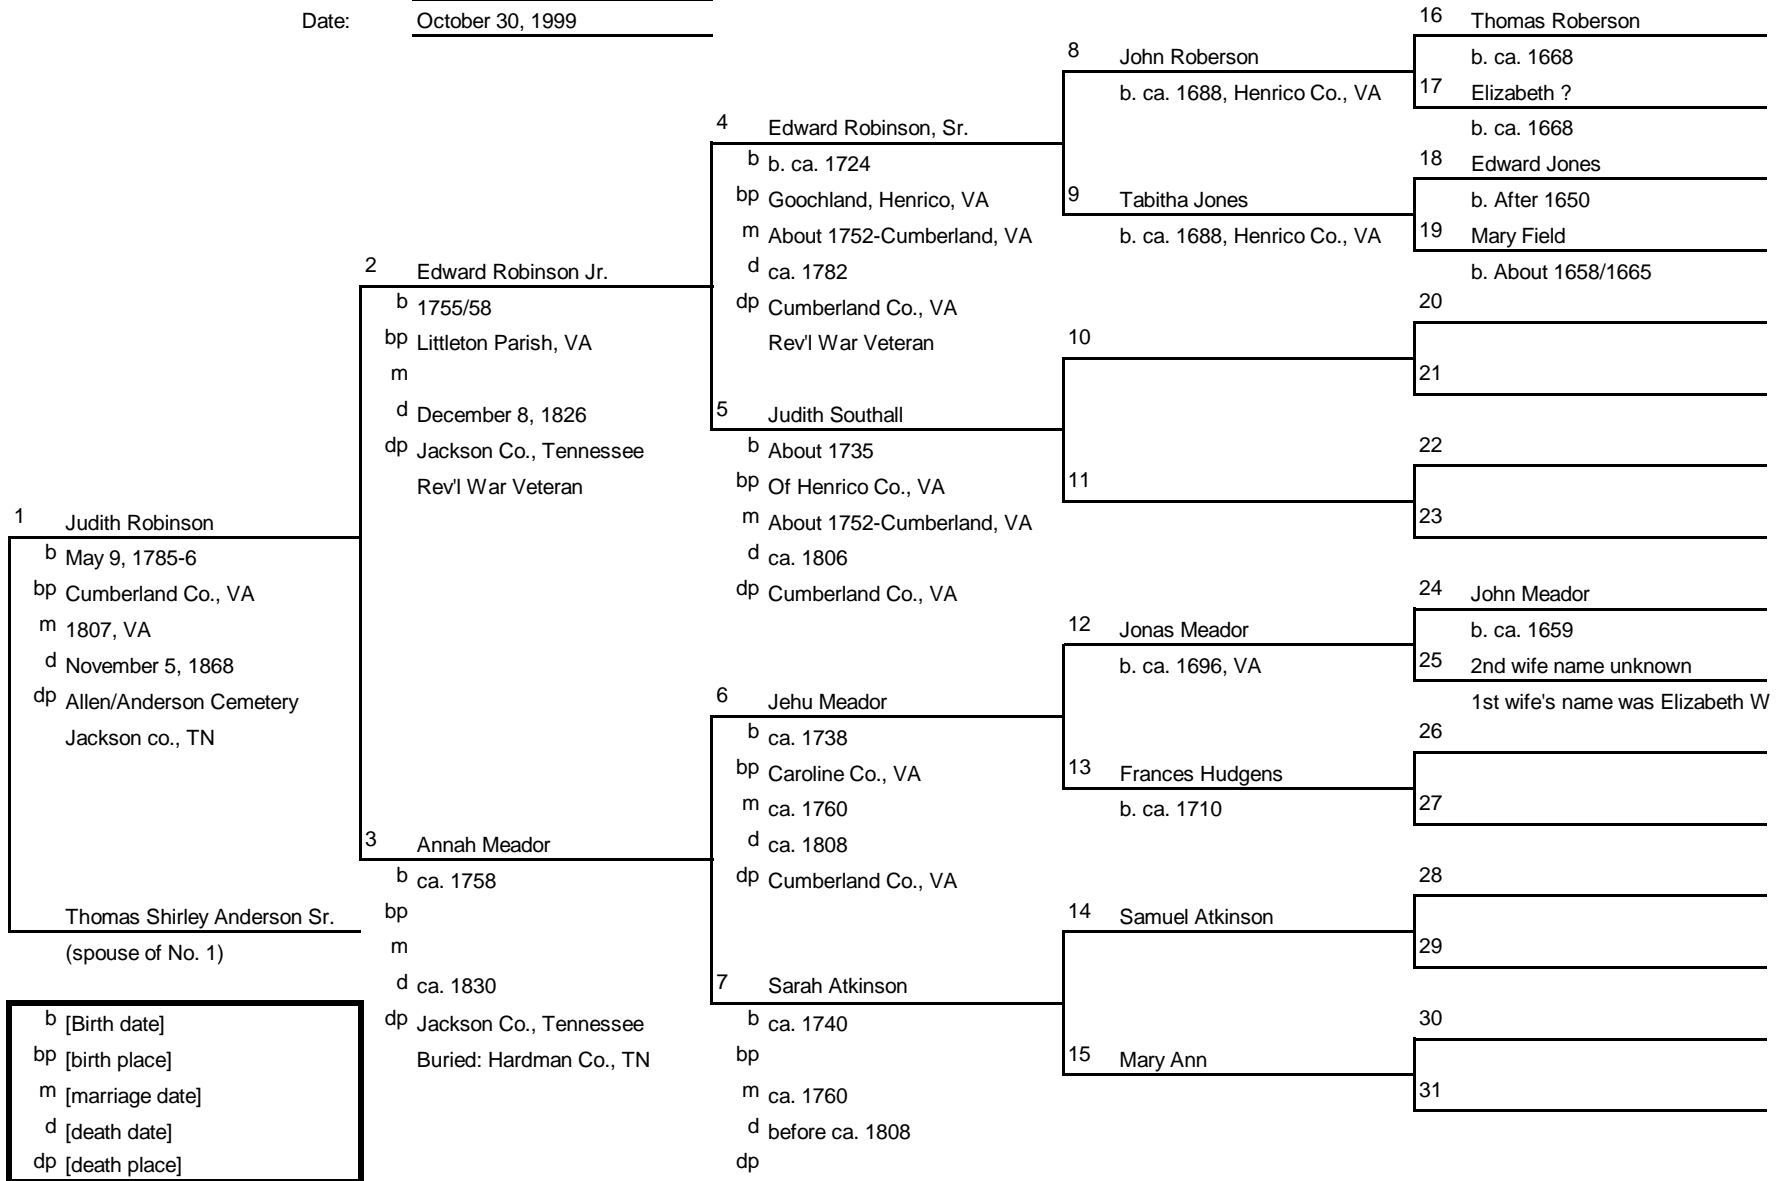 Date: October 30, 1999
1 Judith Robinson
b May 9, 1785-6
bp Cumberland Co., VA
m 1807, VA
d November 5, 1868
dp Allen/Anderson Cemetery
Jackson co., TN
Thomas Shirley Anderson Sr.
(spouse of No. 1)
b [Birth date]
bp [birth place]
m [marriage date]
d [death date]
dp [death place]
2 Edward Robinson Jr.
b 1755/58
bp Littleton Parish, VA
m
d December 8, 1826
dp Jackson Co., Tennessee
Rev'l War Veteran
3 Annah Meador
b ca. 1758
bp
m
d ca. 1830
dp Jackson Co., Tennessee
Buried: Hardman Co., TN
4 Edward Robinson, Sr.
b b. ca. 1724
bp Goochland, Henrico, VA
m About 1752-Cumberland, VA
d ca. 1782
dp Cumberland Co., VA
Rev'l War Veteran
5 Judith Southall
b About 1735
bp Of Henrico Co., VA
m About 1752-Cumberland, VA
d ca. 1806
dp Cumberland Co., VA
6 Jehu Meador
b ca. 1738
bp Caroline Co., VA
m ca. 1760
d ca. 1808
dp Cumberland Co., VA
7 Sarah Atkinson
b ca. 1740
bp
m ca. 1760
d before ca. 1808
dp
8 John Roberson
b. ca. 1688, Henrico Co., VA
9 Tabitha Jones
b. ca. 1688, Henrico Co., VA
10
11
12 Jonas Meador
b. ca. 1696, VA
13 Frances Hudgens
b. ca. 1710
14 Samuel Atkinson
15 Mary Ann
16 Thomas Roberson
b. ca. 1668
17 Elizabeth ?
b. ca. 1668
18 Edward Jones
b. After 1650
19 Mary Field
b. About 1658/1665
20
21
22
23
24 John Meador
b. ca. 1659
25 2nd wife name unknown
1st wife's name was Elizabeth W
26
27
28
29
30
31